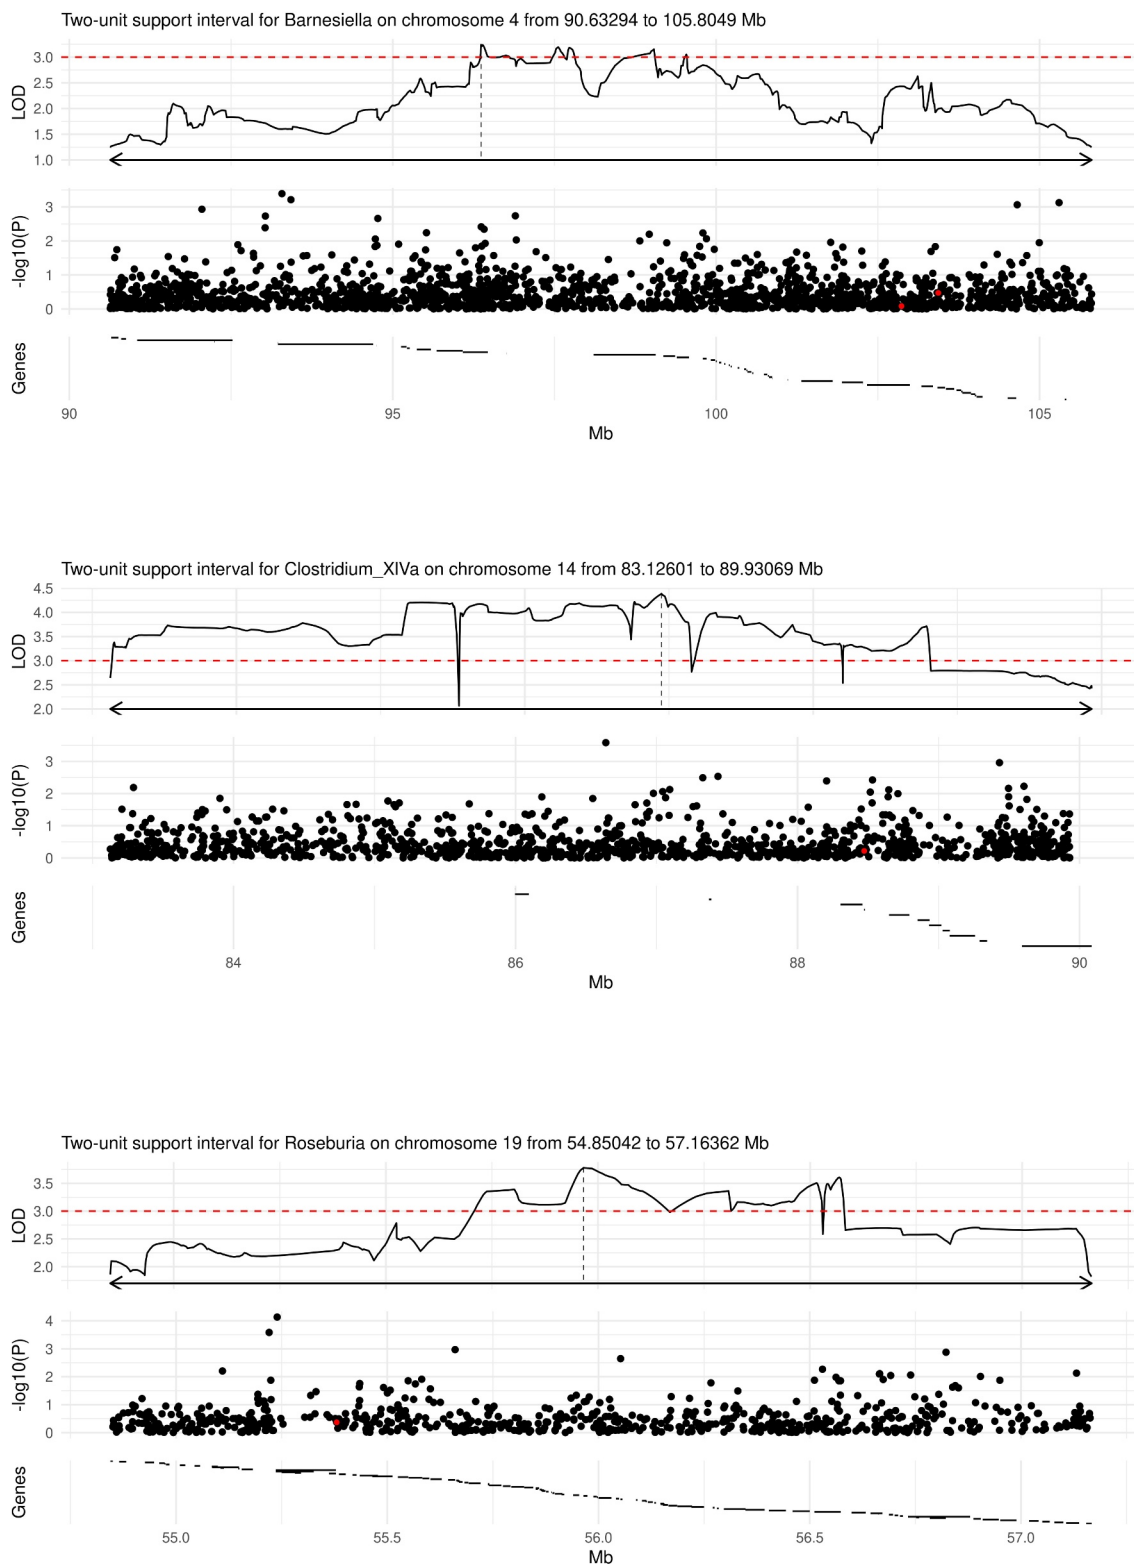 Two-unit support interval for Barnesiella on chromosome 4 from 90.63294 to 105.8049 Mb
LOD
3.0
2.5
2.0
1.5
1.0
-log10(P)
3
2
1
0
Genes
90 95 100 105
Mb
Two-unit support interval for Clostridium_XIVa on chromosome 14 from 83.12601 to 89.93069 Mb
LOD
4.5
4.0
3.5
3.0
2.5
2.0
-log10(P)
3
2
1
0
Genes
84 86 88 90
Mb
Two-unit support interval for Roseburia on chromosome 19 from 54.85042 to 57.16362 Mb
LOD
3.5
3.0
2.5
2.0
-log10(P)
4
3
2
1
0
Genes
55.0 55.5 56.0 56.5 57.0
Mb